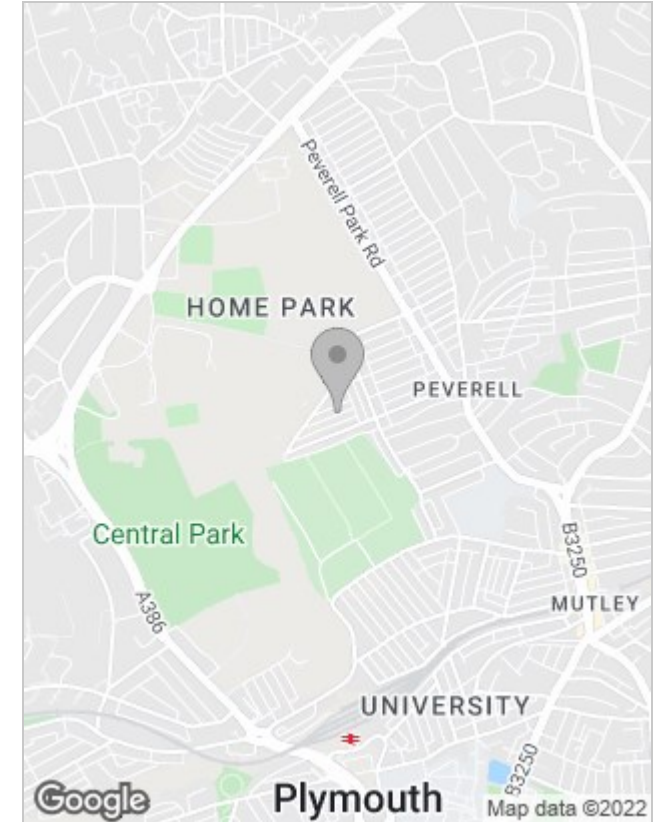 Peverell Park Rd
HOME PARK
PEVERELL
Central Park
B3250
A386
MUTLEY
UNIVERSITY
B3250
Plymouth
Google
Map data ©2022